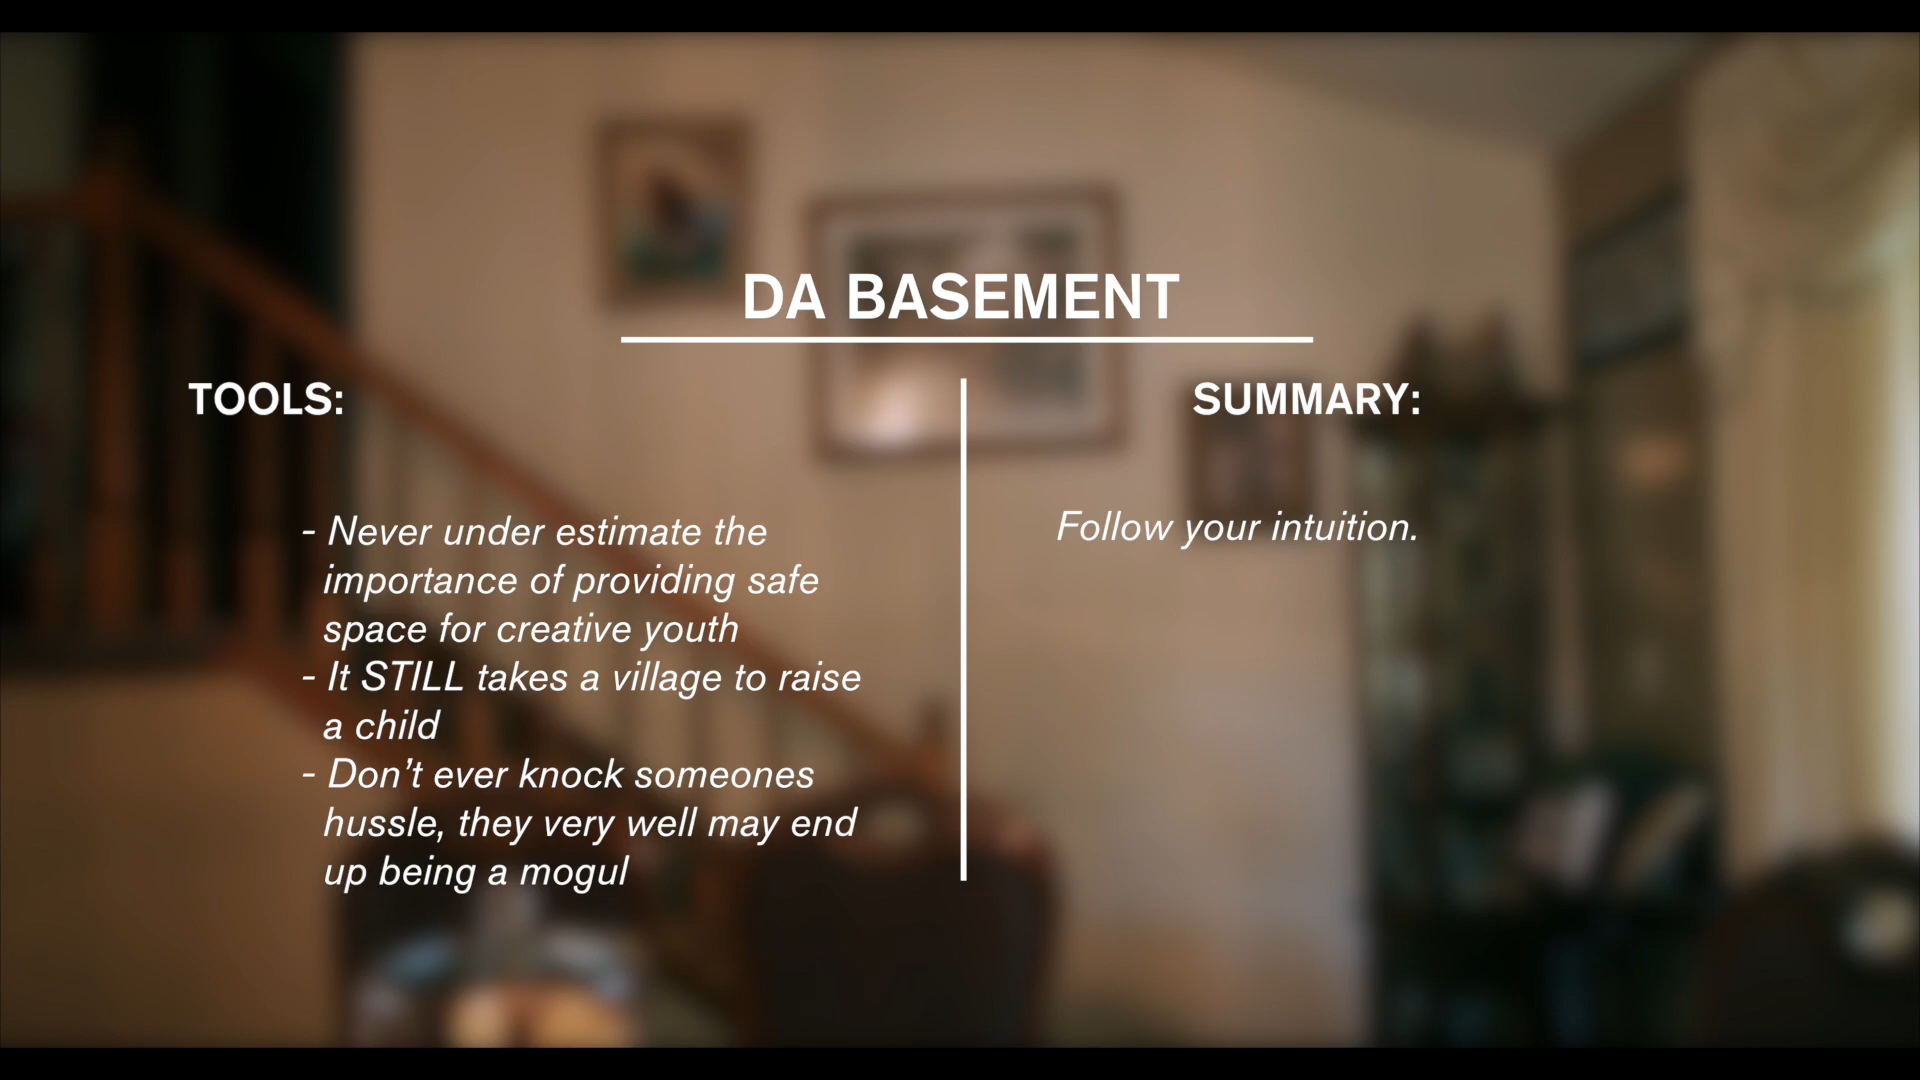 DA BASEMENT
TOOLS:
- Never under estimate the
importance of providing safe
space for creative youth
- It STILL takes a village to raise
a child
- Don’t ever knock someones
hussle, they very well may end
up being a mogul
SUMMARY:
Follow your intuition.